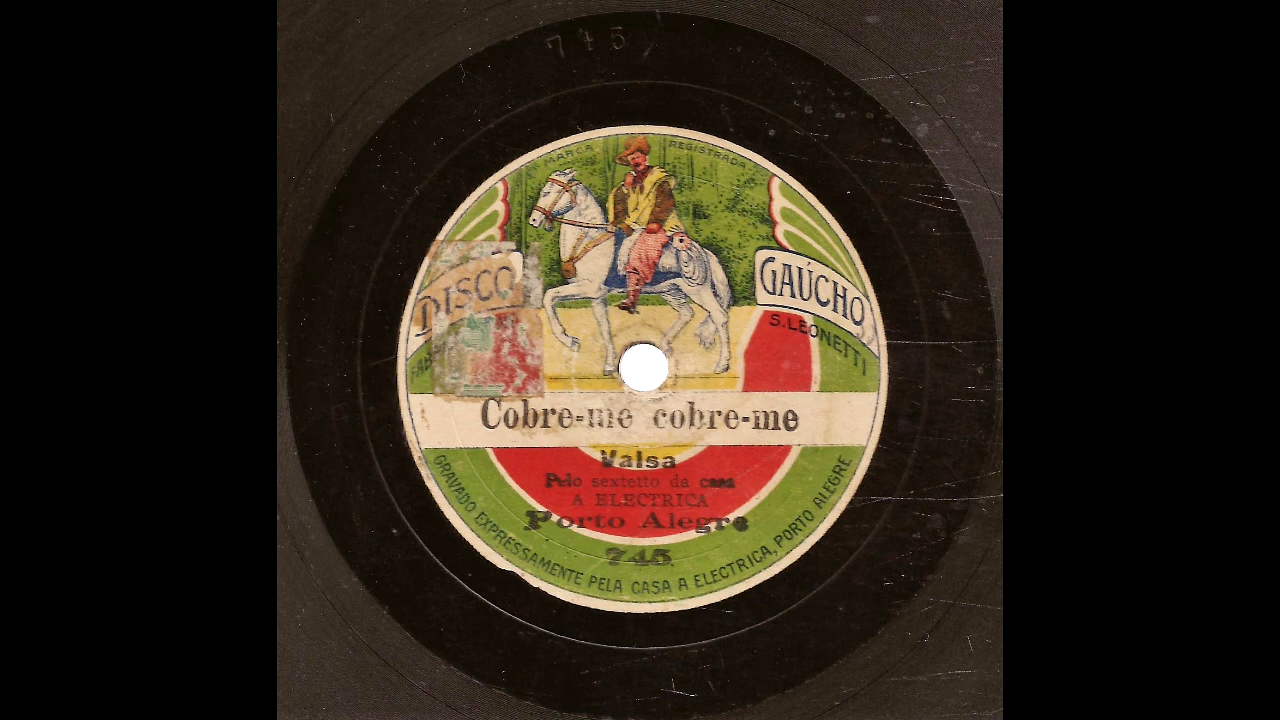 745
MARCA REGISTRADA
DISCO GAÚCHO
S. LEONETTI
Cobre-me cobre-me
Valsa
Pelo sextetto da casa
A ELECTRICA
Porto Alegre
745
GRAVADO EXPRESSAMENTE PELA CASA A ELECTRICA, PORTO ALEGRE